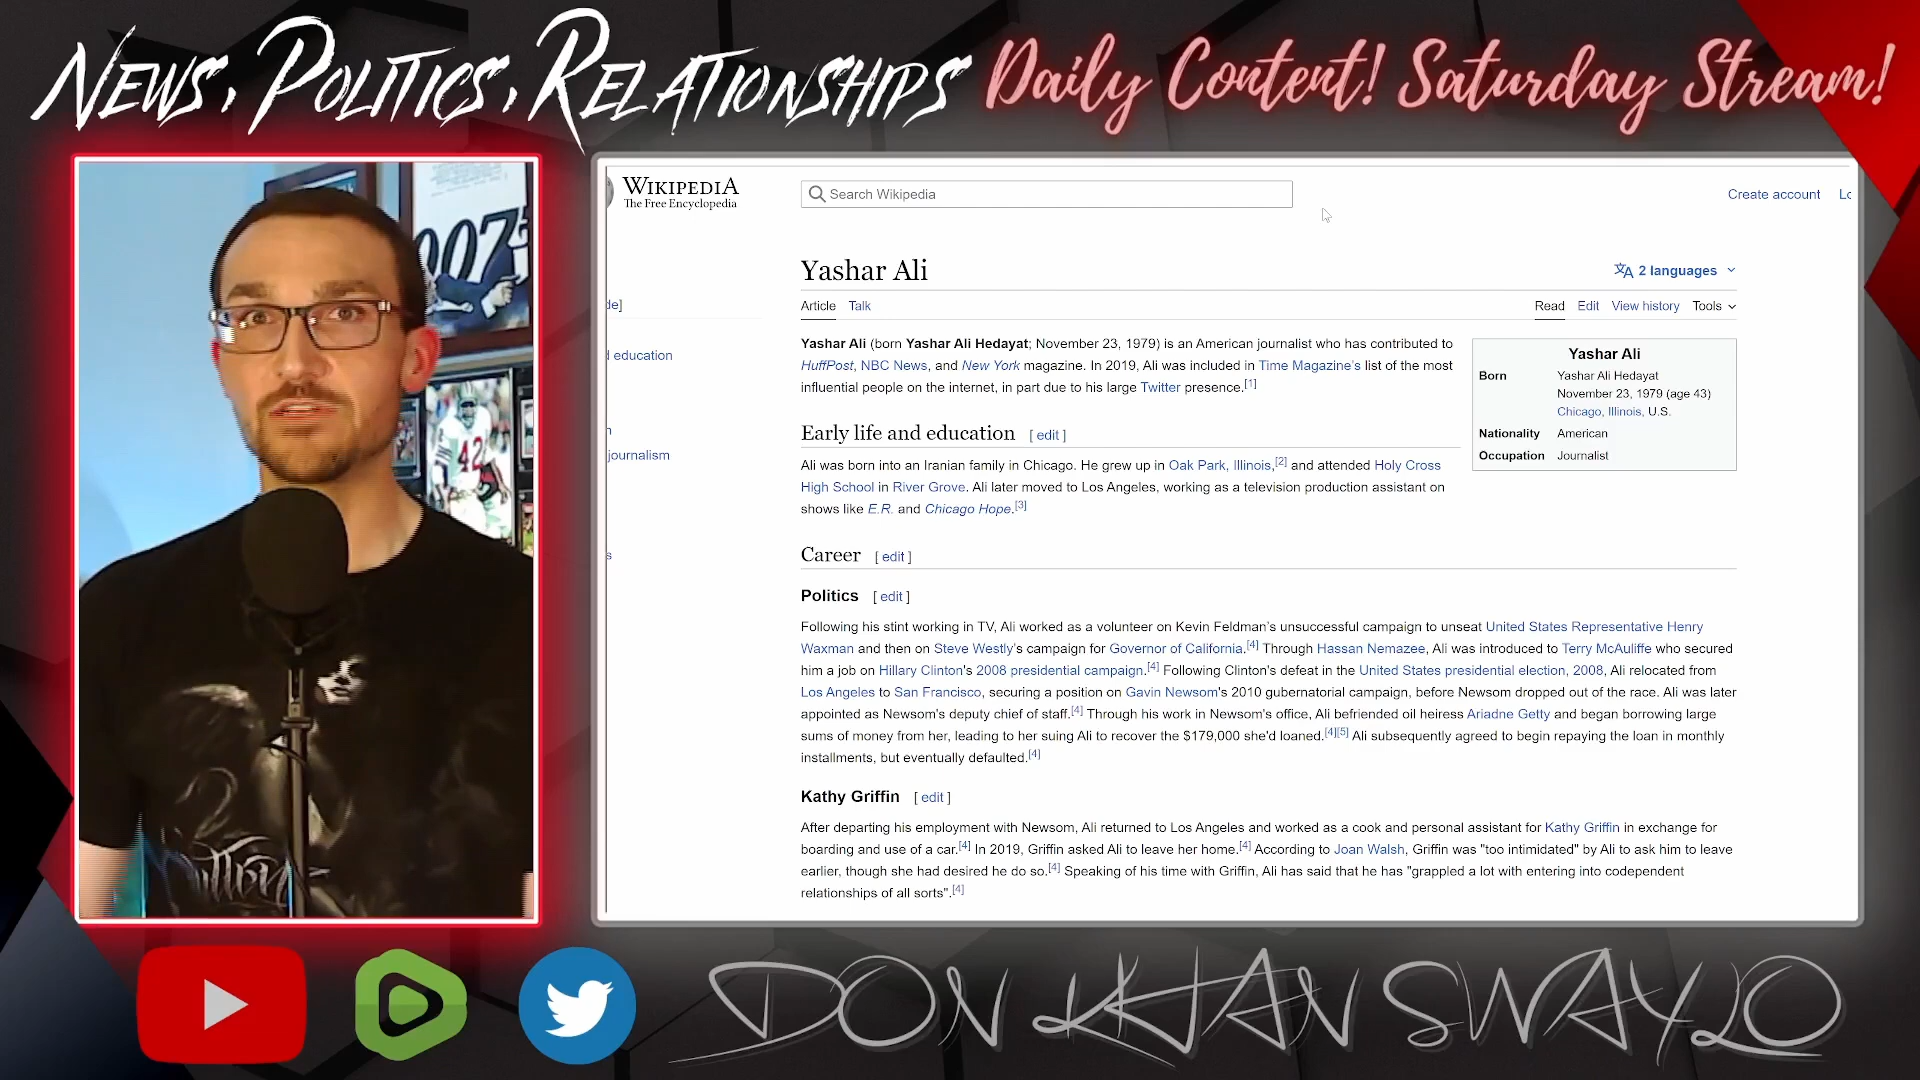 NEWS, POLITICS, RELATIONSHIPS Daily Content! Saturday Stream!
007
42
WIKIPEDIA
The Free Encyclopedia
Search Wikipedia
Create account
Yashar Ali
2 languages
Article Talk
Read Edit View history Tools
de]
education
journalism
Yashar Ali (born Yashar Ali Hedayat; November 23, 1979) is an American journalist who has contributed to
HuffPost, NBC News, and New York magazine. In 2019, Ali was included in Time Magazine's list of the most
influential people on the internet, in part due to his large Twitter presence.[1]
Yashar Ali
Born Yashar Ali Hedayat
November 23, 1979 (age 43)
Chicago, Illinois, U.S.
Nationality American
Occupation Journalist
Early life and education [ edit ]
Ali was born into an Iranian family in Chicago. He grew up in Oak Park, Illinois,[2] and attended Holy Cross
High School in River Grove. Ali later moved to Los Angeles, working as a television production assistant on
shows like E.R. and Chicago Hope.[3]
Career [ edit ]
Politics [ edit ]
Following his stint working in TV, Ali worked as a volunteer on Kevin Feldman's unsuccessful campaign to unseat United States Representative Henry
Waxman and then on Steve Westly's campaign for Governor of California.[4] Through Hassan Nemazee, Ali was introduced to Terry McAuliffe who secured
him a job on Hillary Clinton's 2008 presidential campaign.[4] Following Clinton's defeat in the United States presidential election, 2008, Ali relocated from
Los Angeles to San Francisco, securing a position on Gavin Newsom's 2010 gubernatorial campaign, before Newsom dropped out of the race. Ali was later
appointed as Newsom's deputy chief of staff.[4] Through his work in Newsom's office, Ali befriended oil heiress Ariadne Getty and began borrowing large
sums of money from her, leading to her suing Ali to recover the $179,000 she'd loaned.[4][5] Ali subsequently agreed to begin repaying the loan in monthly
installments, but eventually defaulted.[4]
Kathy Griffin [ edit ]
After departing his employment with Newsom, Ali returned to Los Angeles and worked as a cook and personal assistant for Kathy Griffin in exchange for
boarding and use of a car.[4] In 2019, Griffin asked Ali to leave her home.[4] According to Joan Walsh, Griffin was "too intimidated" by Ali to ask him to leave
earlier, though she had desired he do so.[4] Speaking of his time with Griffin, Ali has said that he has "grappled a lot with entering into codependent
relationships of all sorts".[4]
DON KHAN SWAYLO